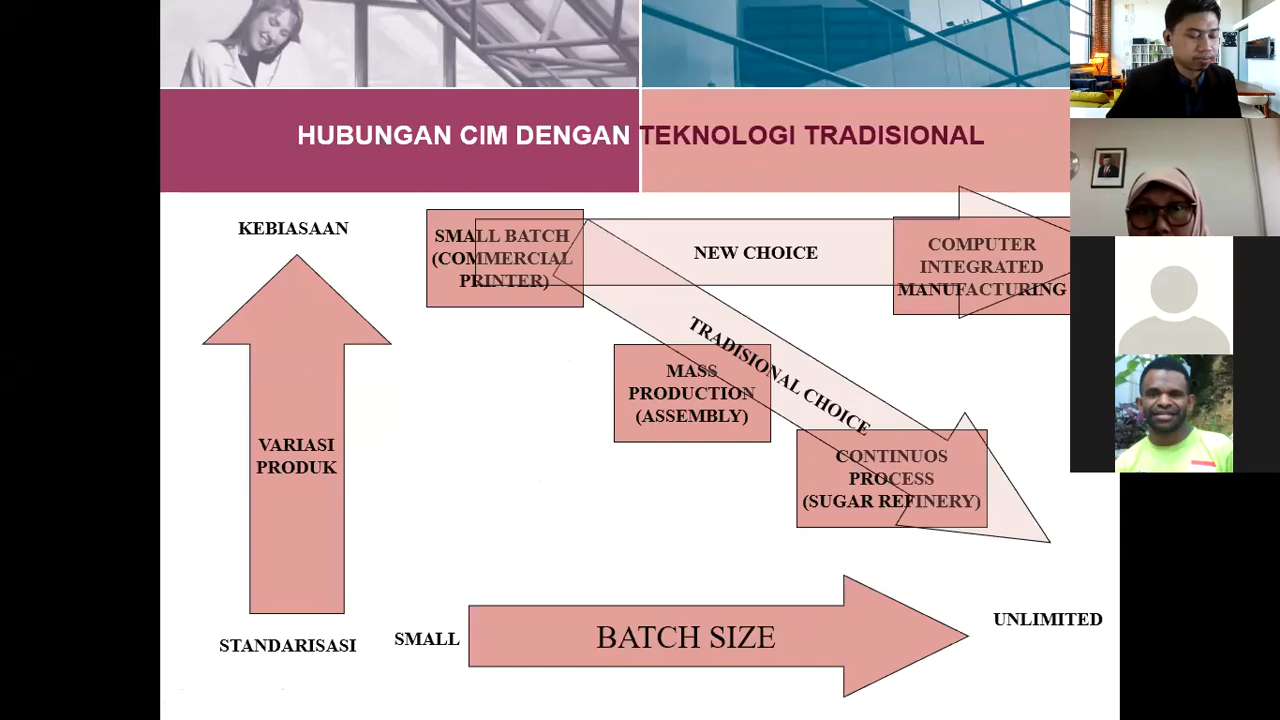 HUBUNGAN CIM DENGAN TEKNOLOGI TRADISIONAL
KEBIASAAN
SMALL BATCH
(COMMERCIAL
PRINTER)
NEW CHOICE
COMPUTER
INTEGRATED
MANUFACTURING
TRADISIONAL CHOICE
MASS
PRODUCTION
(ASSEMBLY)
VARIASI
PRODUK
CONTINUOS
PROCESS
(SUGAR REFINERY)
STANDARISASI
SMALL
BATCH SIZE
UNLIMITED